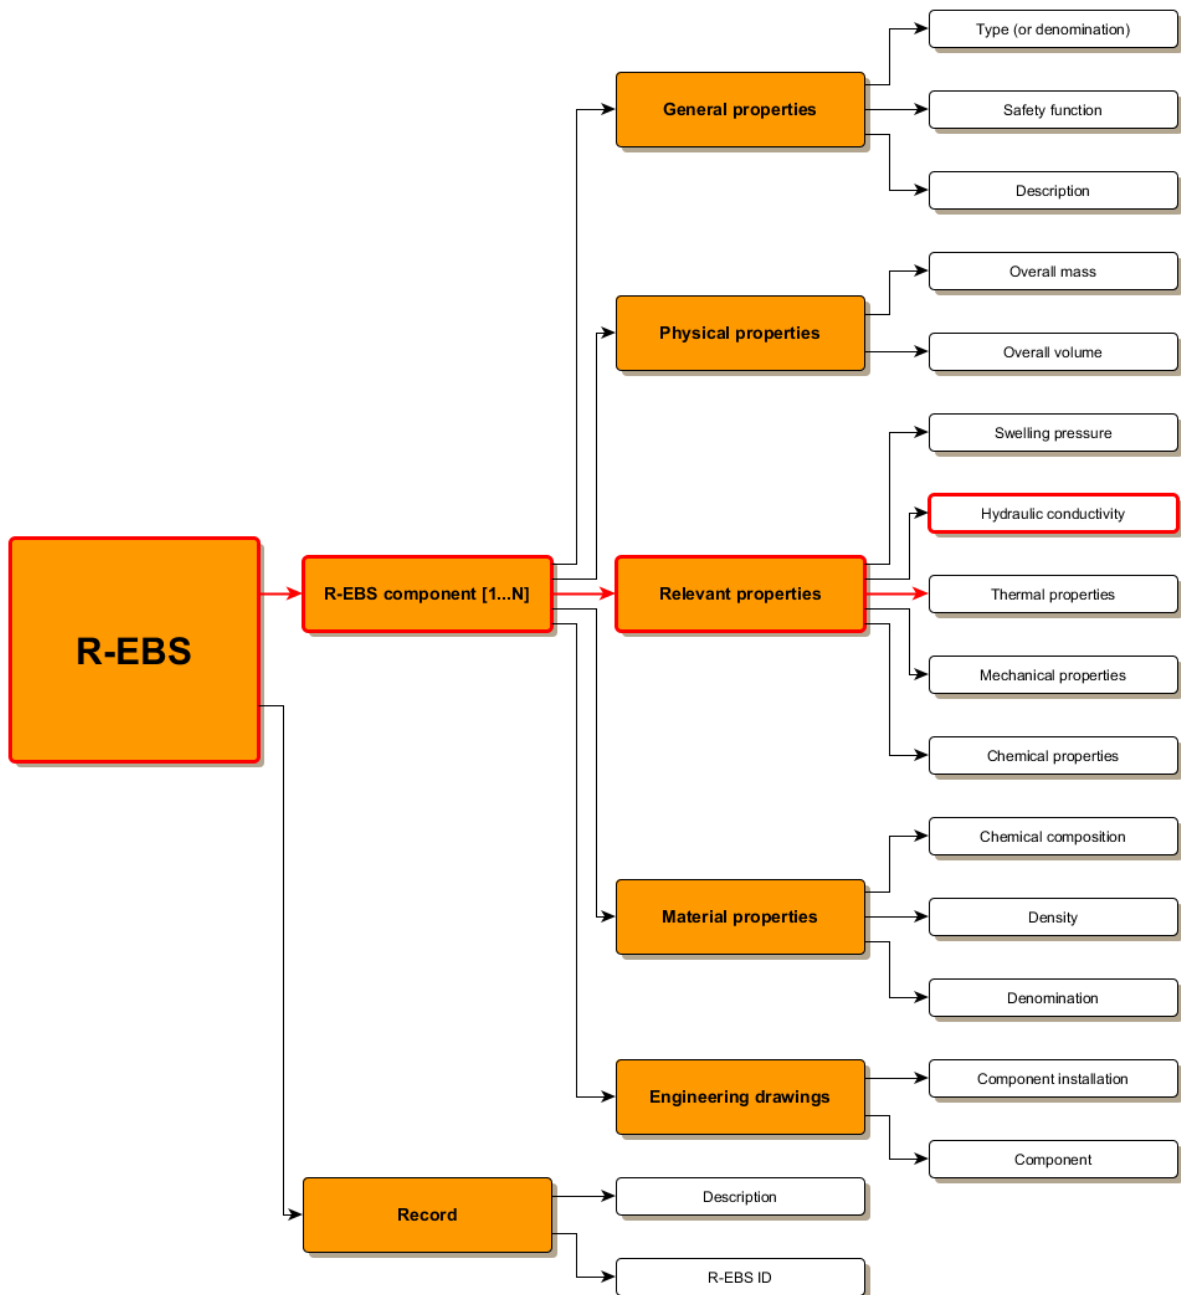 Type (or denomination)
General properties
Safety function
Description
Overall mass
Physical properties
Overall volume
Swelling pressure
Hydraulic conductivity
R-EBS
R-EBS component [1...N]
Relevant properties
Thermal properties
Mechanical properties
Chemical properties
Chemical composition
Material properties
Density
Denomination
Component installation
Engineering drawings
Component
Record
Description
R-EBS ID